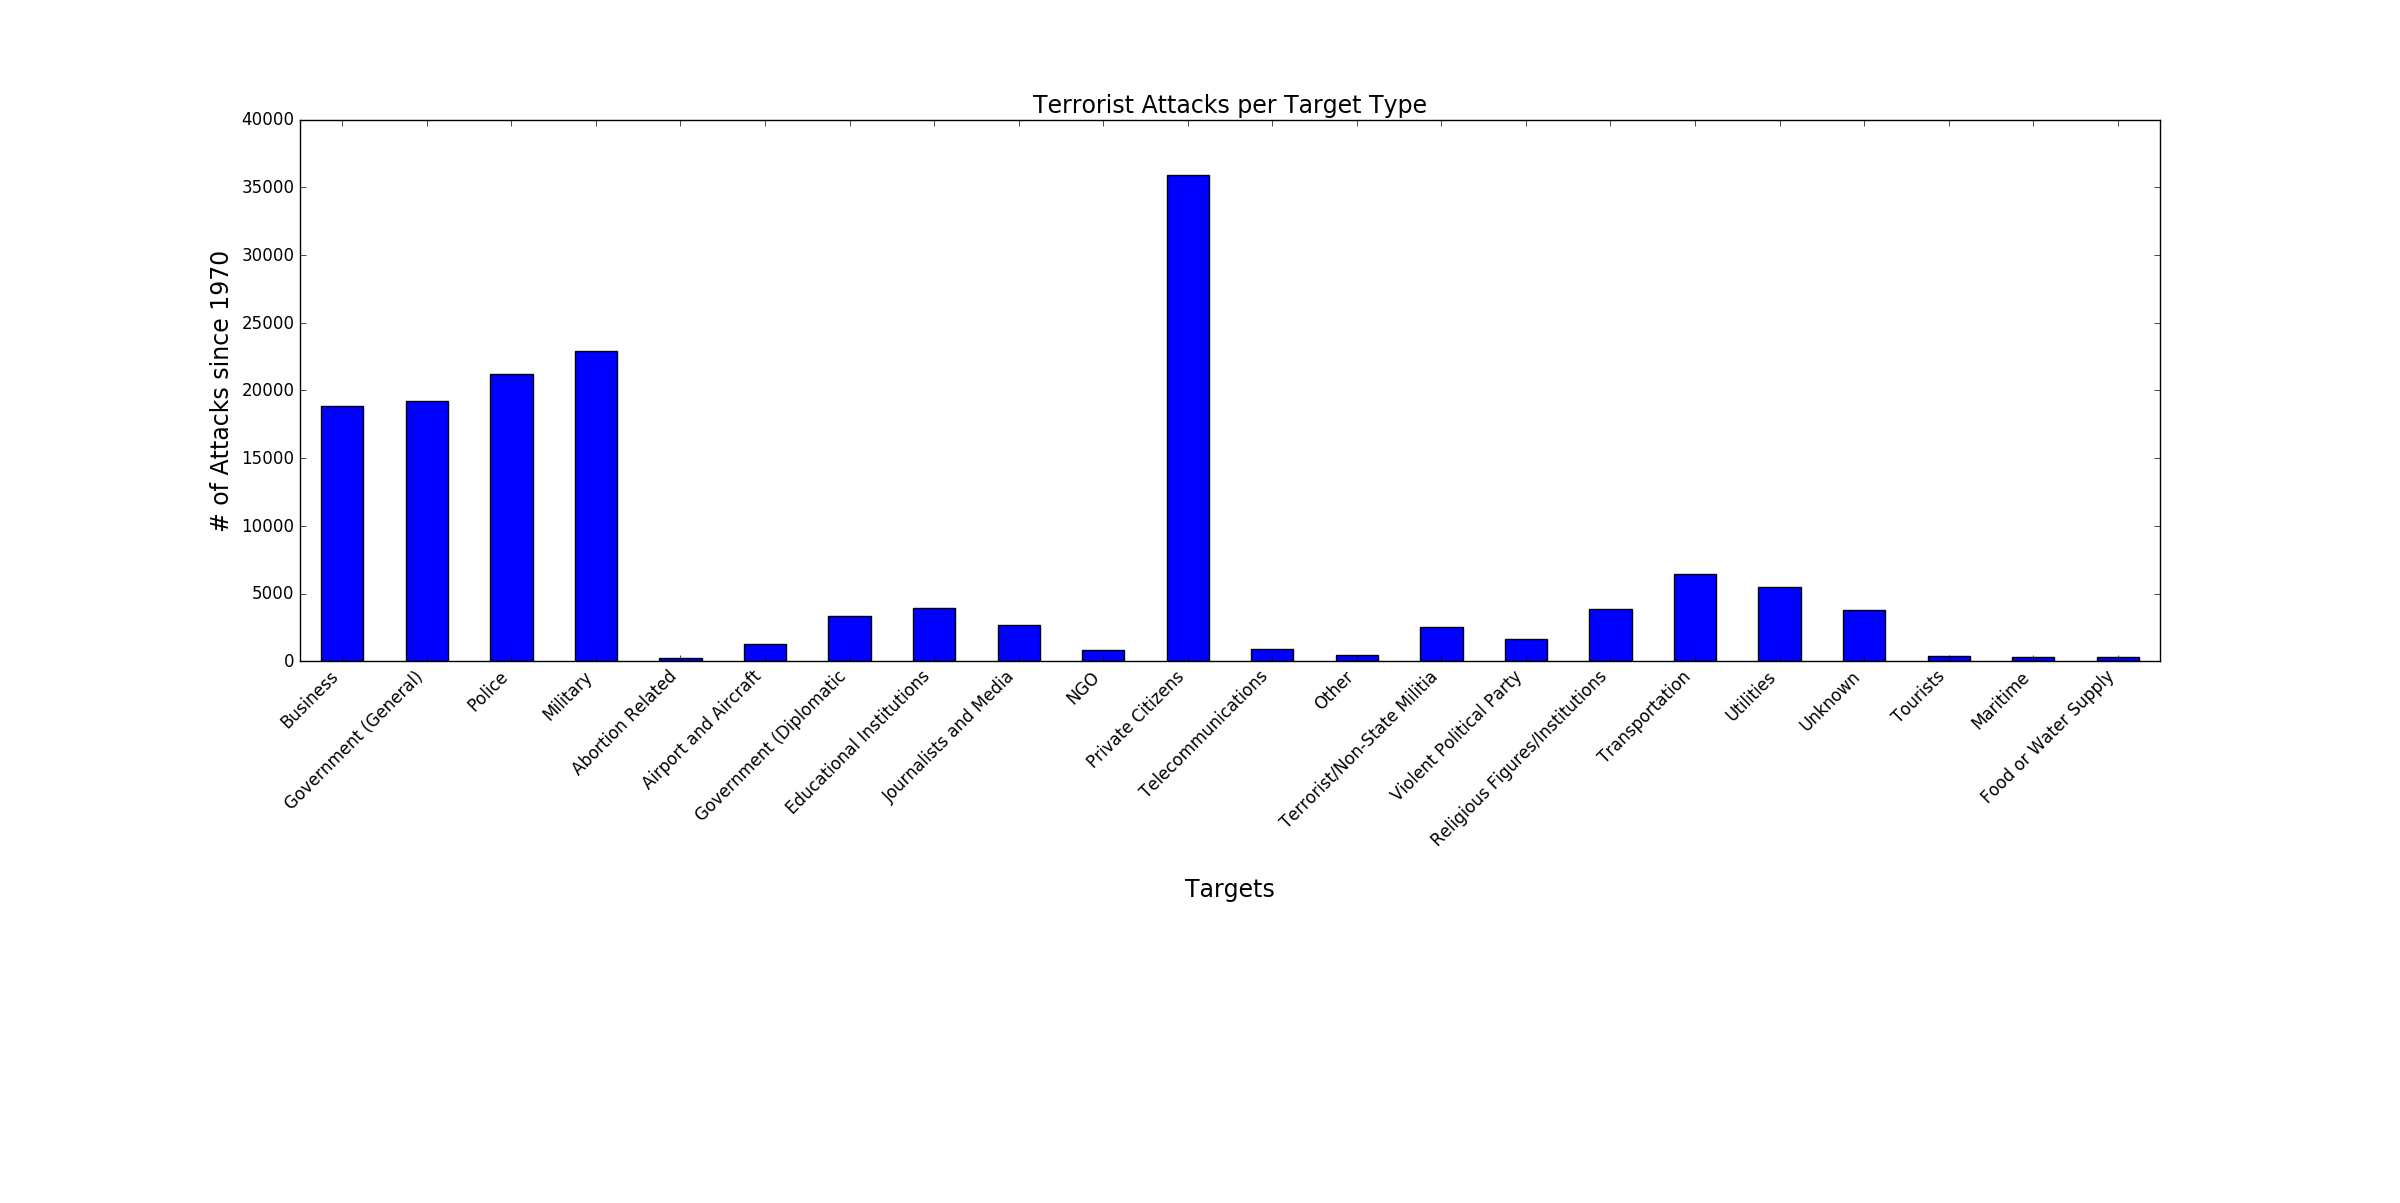 Terrorist Attacks per Target Type
# of Attacks since 1970
40000
35000
30000
25000
20000
15000
10000
5000
0
Business
Government (General)
Police
Military
Abortion Related
Airport and Aircraft
Government (Diplomatic
Educational Institutions
Journalists and Media
NGO
Private Citizens
Telecommunications
Other
Terrorist/Non-State Militia
Violent Political Party
Religious Figures/Institutions
Transportation
Utilities
Unknown
Tourists
Maritime
Food or Water Supply
Targets